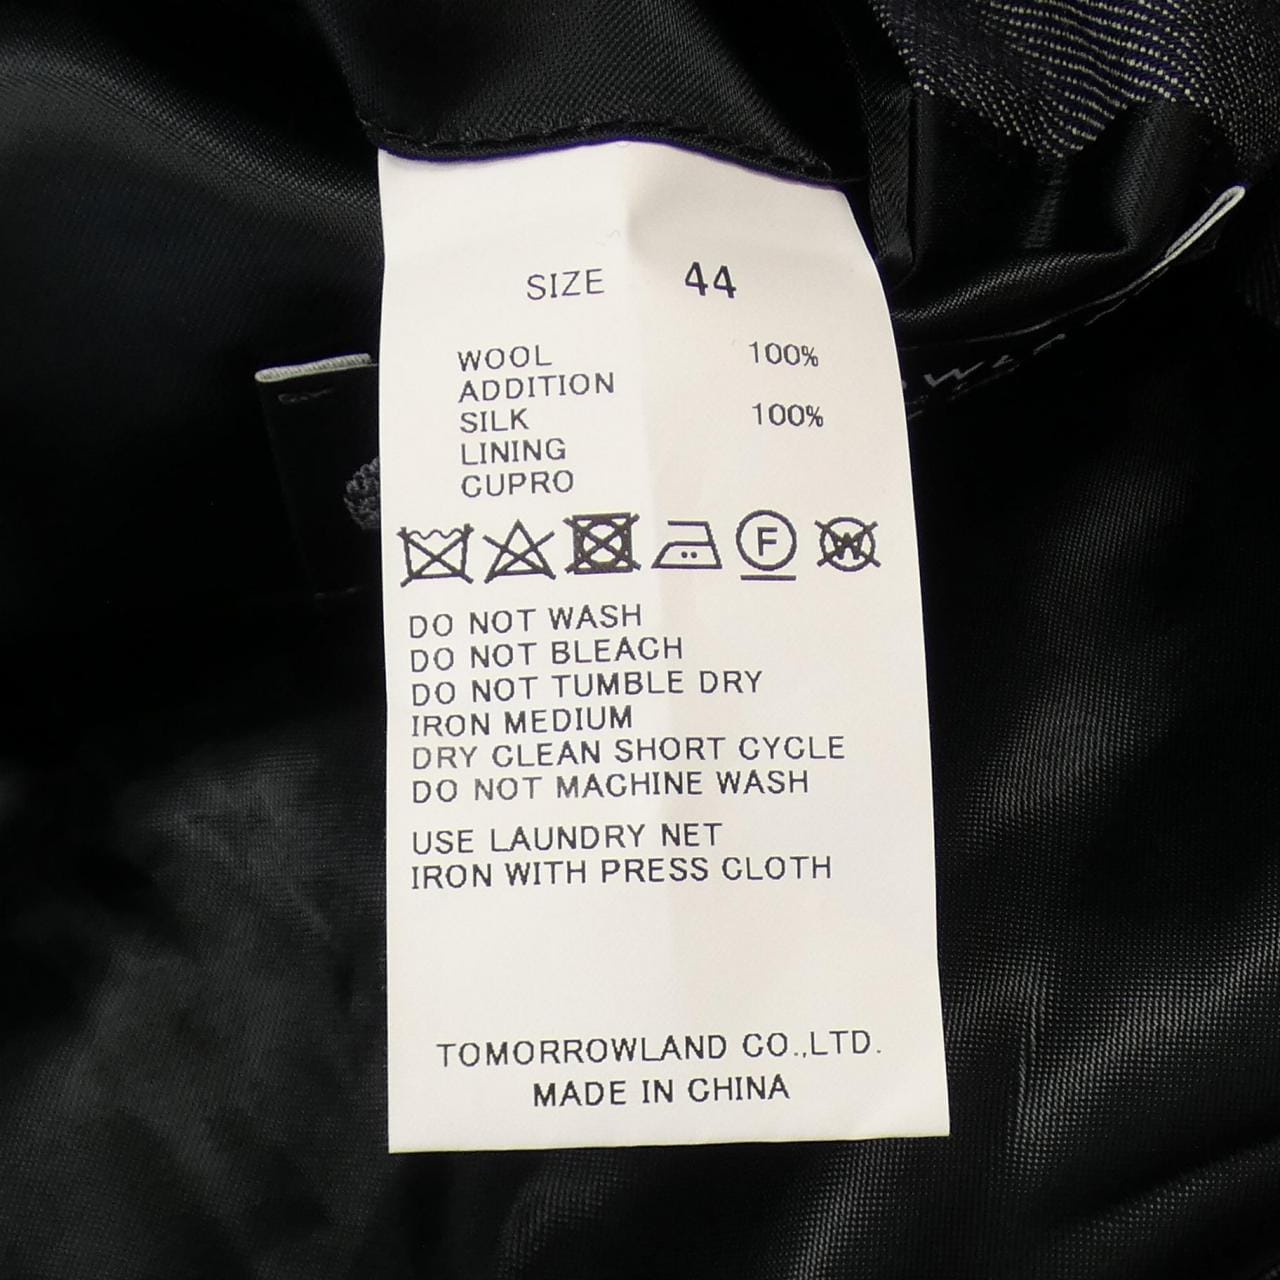 SIZE 44
WOOL 100%
ADDITION
SILK 100%
LINING
CUPRO
F
W
DO NOT WASH
DO NOT BLEACH
DO NOT TUMBLE DRY
IRON MEDIUM
DRY CLEAN SHORT CYCLE
DO NOT MACHINE WASH
USE LAUNDRY NET
IRON WITH PRESS CLOTH
TOMORROWLAND CO.,LTD.
MADE IN CHINA